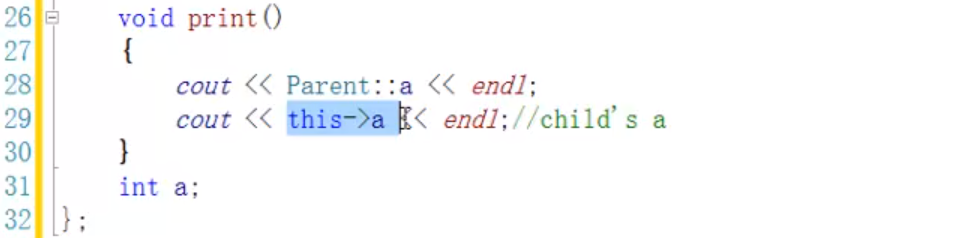 26 void print()
27 {
28 cout << Parent::a << endl;
29 cout << this->a << endl;//child's a
30 }
31 int a;
32 };